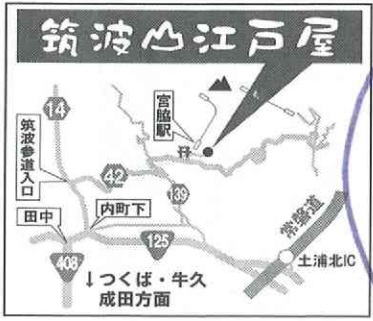 筑波山江戸屋
14
宮脇駅
筑波参道入口
42
139
田中
内町下
125
常磐道
土浦北IC
408
↓つくば・牛久
成田方面